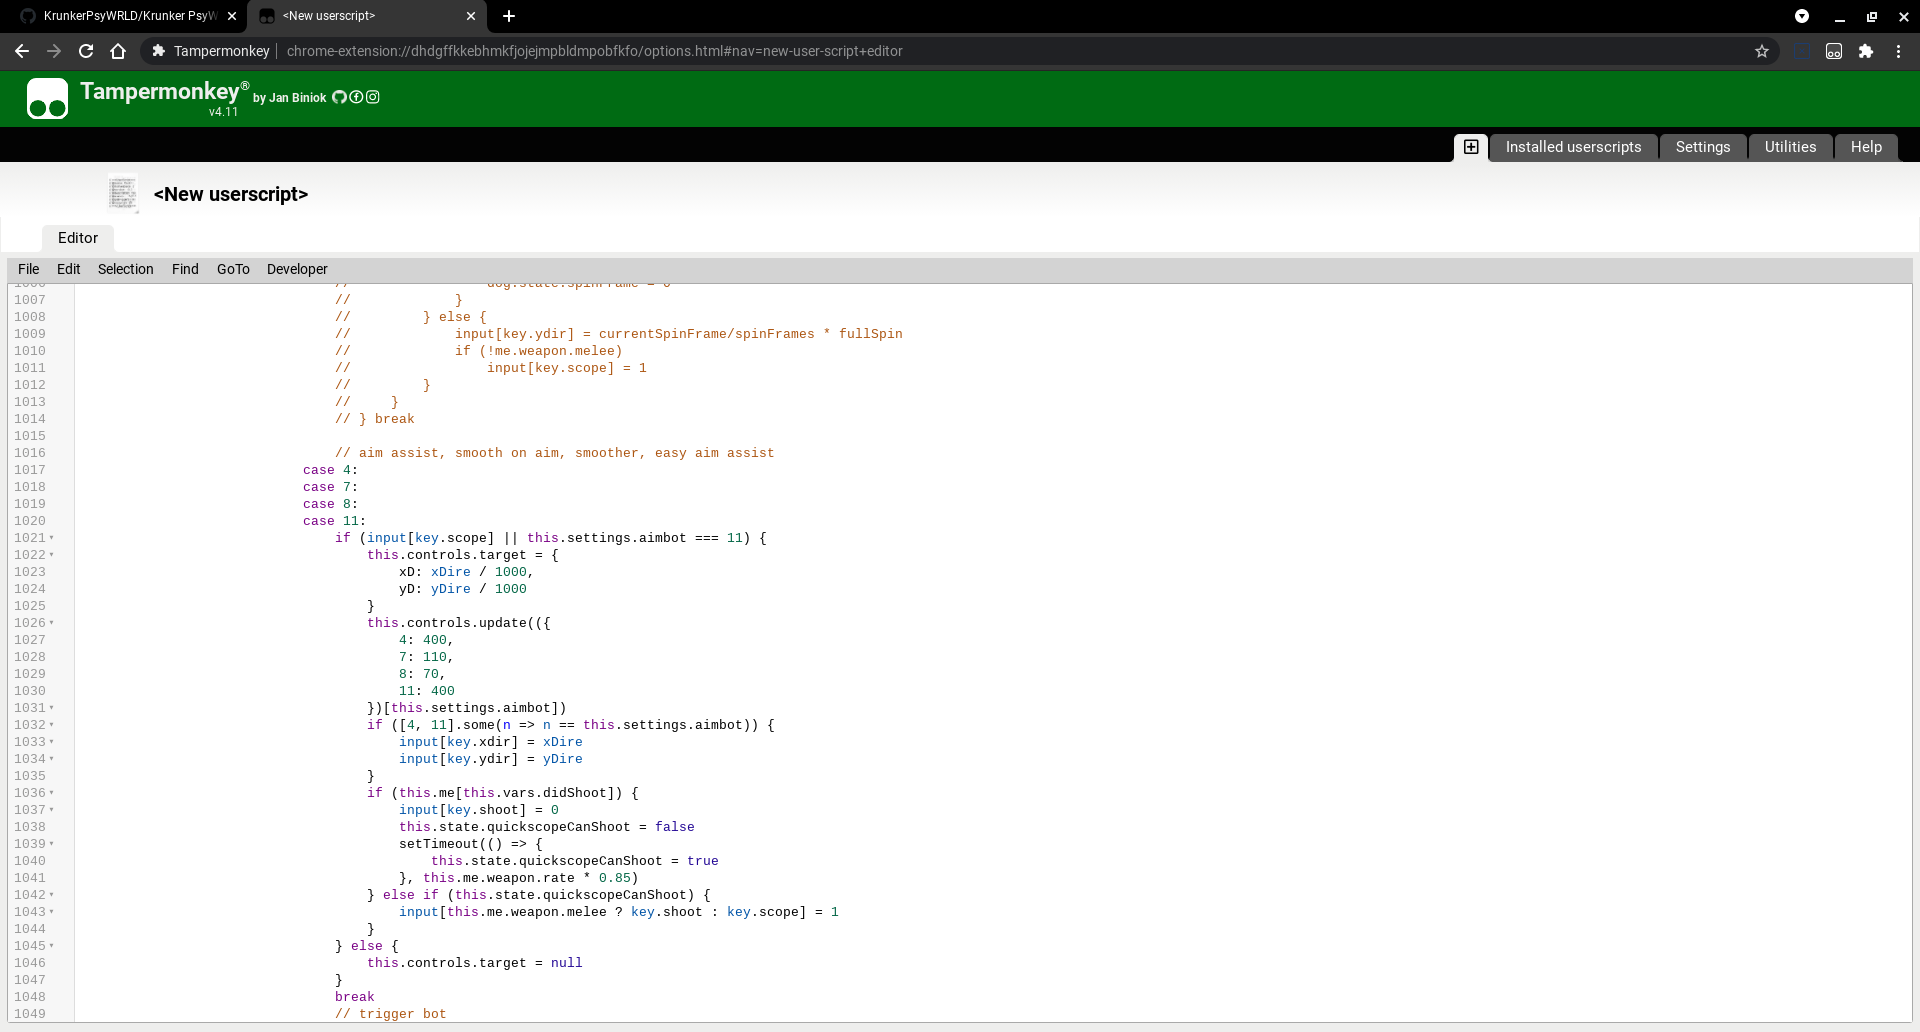 KrunkerPsyWRLD/Krunker PsyW
<New userscript>
Tampermonkey
chrome-extension://dhdgffkkebhmkfjojejmpbldmpobfkfo/options.html#nav=new-user-script+editor
Tampermonkey® by Jan Biniok
v4.11
Installed userscripts
Settings
Utilities
Help
<New userscript>
Editor
File Edit Selection Find GoTo Developer
1006 // dog.state.spinFrame = 0
1007 // }
1008 // } else {
1009 // input[key.ydir] = currentSpinFrame/spinFrames * fullSpin
1010 // if (!me.weapon.melee)
1011 // input[key.scope] = 1
1012 // }
1013 // }
1014 // } break
1015
1016 // aim assist, smooth on aim, smoother, easy aim assist
1017 case 4:
1018 case 7:
1019 case 8:
1020 case 11:
1021 if (input[key.scope] || this.settings.aimbot === 11) {
1022 this.controls.target = {
1023 xD: xDire / 1000,
1024 yD: yDire / 1000
1025 }
1026 this.controls.update(({
1027 4: 400,
1028 7: 110,
1029 8: 70,
1030 11: 400
1031 })[this.settings.aimbot])
1032 if ([4, 11].some(n => n == this.settings.aimbot)) {
1033 input[key.xdir] = xDire
1034 input[key.ydir] = yDire
1035 }
1036 if (this.me[this.vars.didShoot]) {
1037 input[key.shoot] = 0
1038 this.state.quickscopeCanShoot = false
1039 setTimeout(() => {
1040 this.state.quickscopeCanShoot = true
1041 }, this.me.weapon.rate * 0.85)
1042 } else if (this.state.quickscopeCanShoot) {
1043 input[this.me.weapon.melee ? key.shoot : key.scope] = 1
1044 }
1045 } else {
1046 this.controls.target = null
1047 }
1048 break
1049 // trigger bot